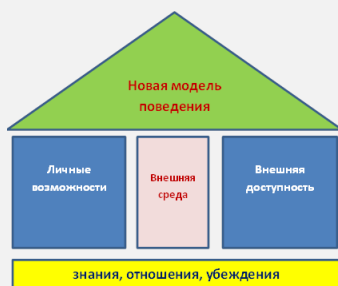 Новая модель
поведения
Личные
возможности
Внешняя
среда
Внешняя
доступность
знания, отношения, убеждения